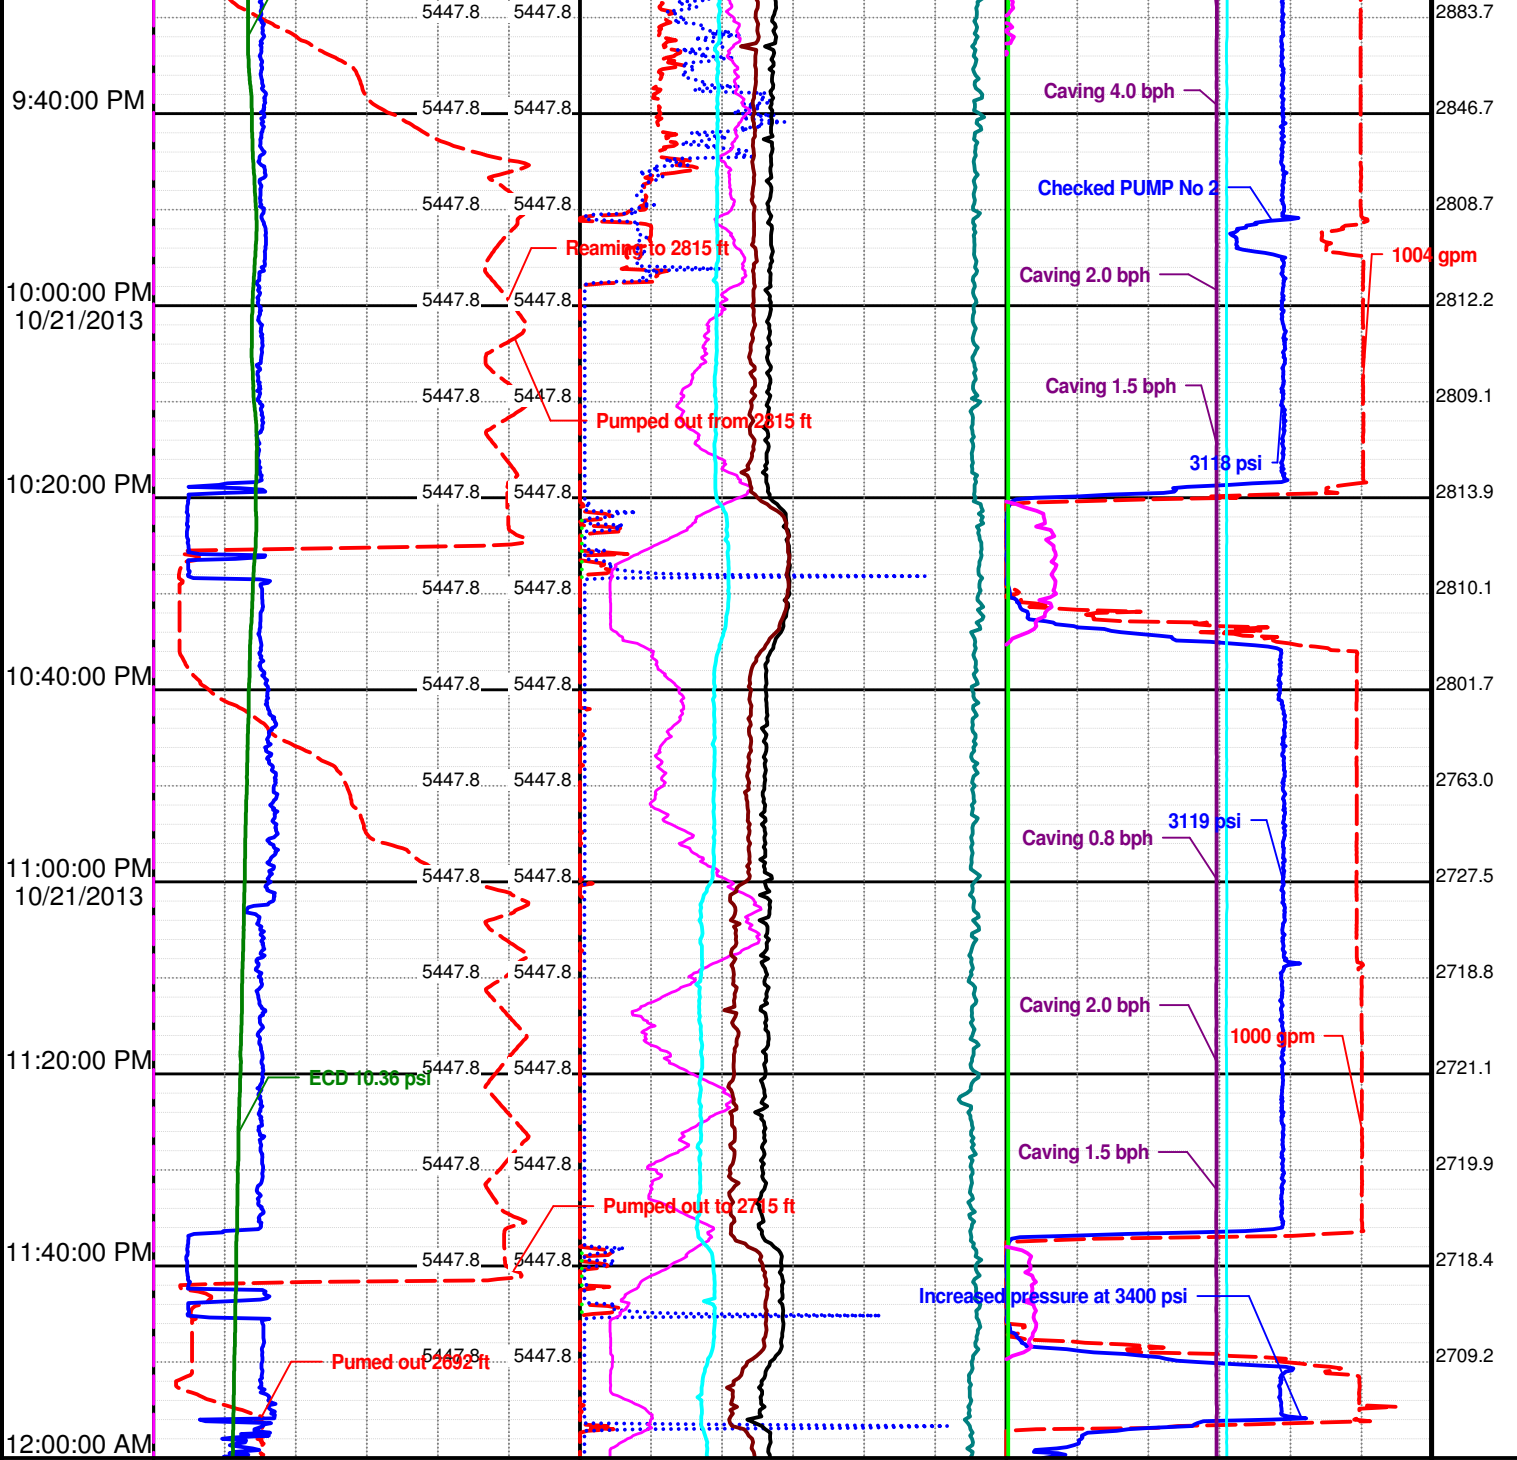 5447.8 5447.8 2883.7
Caving 4.0 bph
9:40:00 PM 5447.8 5447.8 2846.7
Checked PUMP No 2
5447.8 5447.8 2808.7
Reaming to 2815 ft 1004 gpm
Caving 2.0 bph
10:00:00 PM 5447.8 5447.8 2812.2
10/21/2013
Caving 1.5 bph
5447.8 5447.8 2809.1
Pumped out from 2815 ft
3118 psi
10:20:00 PM 5447.8 5447.8 2813.9
5447.8 5447.8 2810.1
10:40:00 PM 5447.8 5447.8 2801.7
5447.8 5447.8 2763.0
3119 psi
Caving 0.8 bph
11:00:00 PM 5447.8 5447.8 2727.5
10/21/2013
5447.8 5447.8 2718.8
Caving 2.0 bph
1000 gpm
11:20:00 PM 5447.8 5447.8 2721.1
ECD 10.36 psi
Caving 1.5 bph
5447.8 5447.8 2719.9
Pumped out to 2715 ft
11:40:00 PM 5447.8 5447.8 2718.4
Increased pressure at 3400 psi
5447.8 5447.8 2709.2
Pumed out 2692 ft
12:00:00 AM